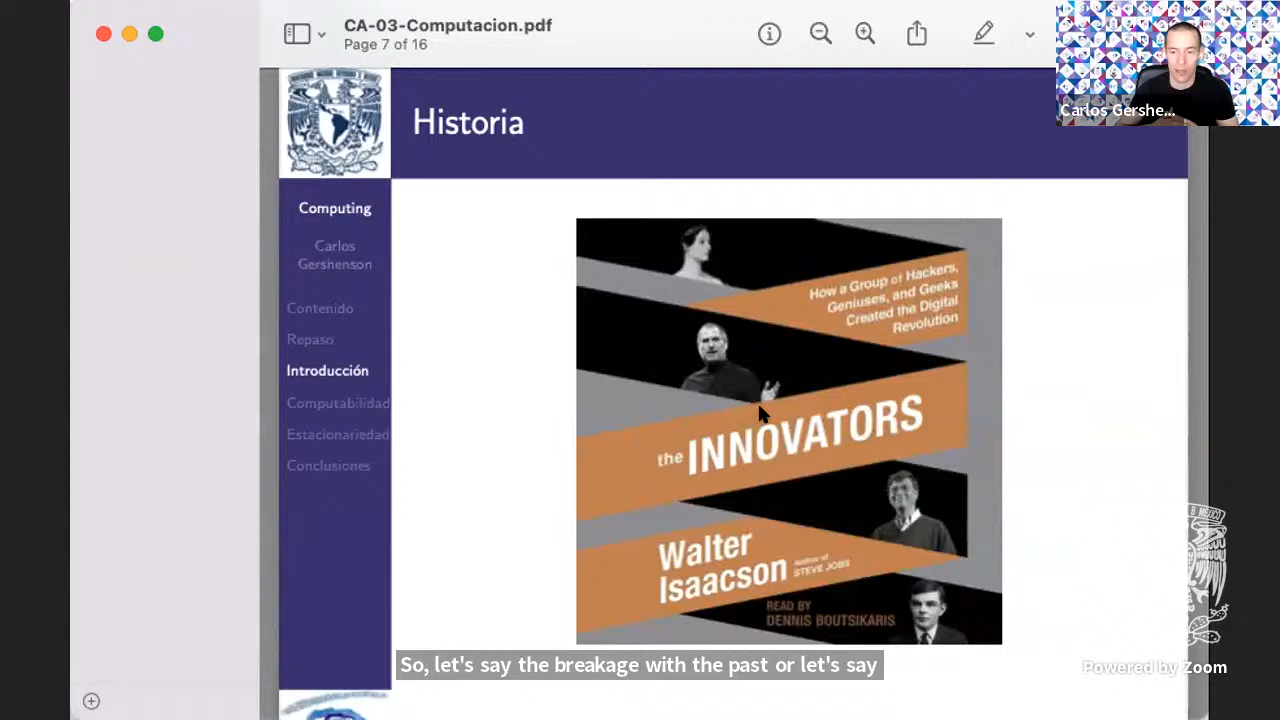 CA-03-Computacion.pdf
Page 7 of 16
Carlos Gershe...
Historia
Computing
Carlos
Gershenson
Contenido
Repaso
Introducción
Computabilidad
Estacionariedad
Conclusiones
How a Group of Hackers,
Geniuses, and Geeks
Created the Digital
Revolution
the INNOVATORS
Walter
Isaacson
Author of
STEVE JOBS
READ BY
DENNIS BOUTSIKARIS
So, let's say the breakage with the past or let's say
Powered by Zoom